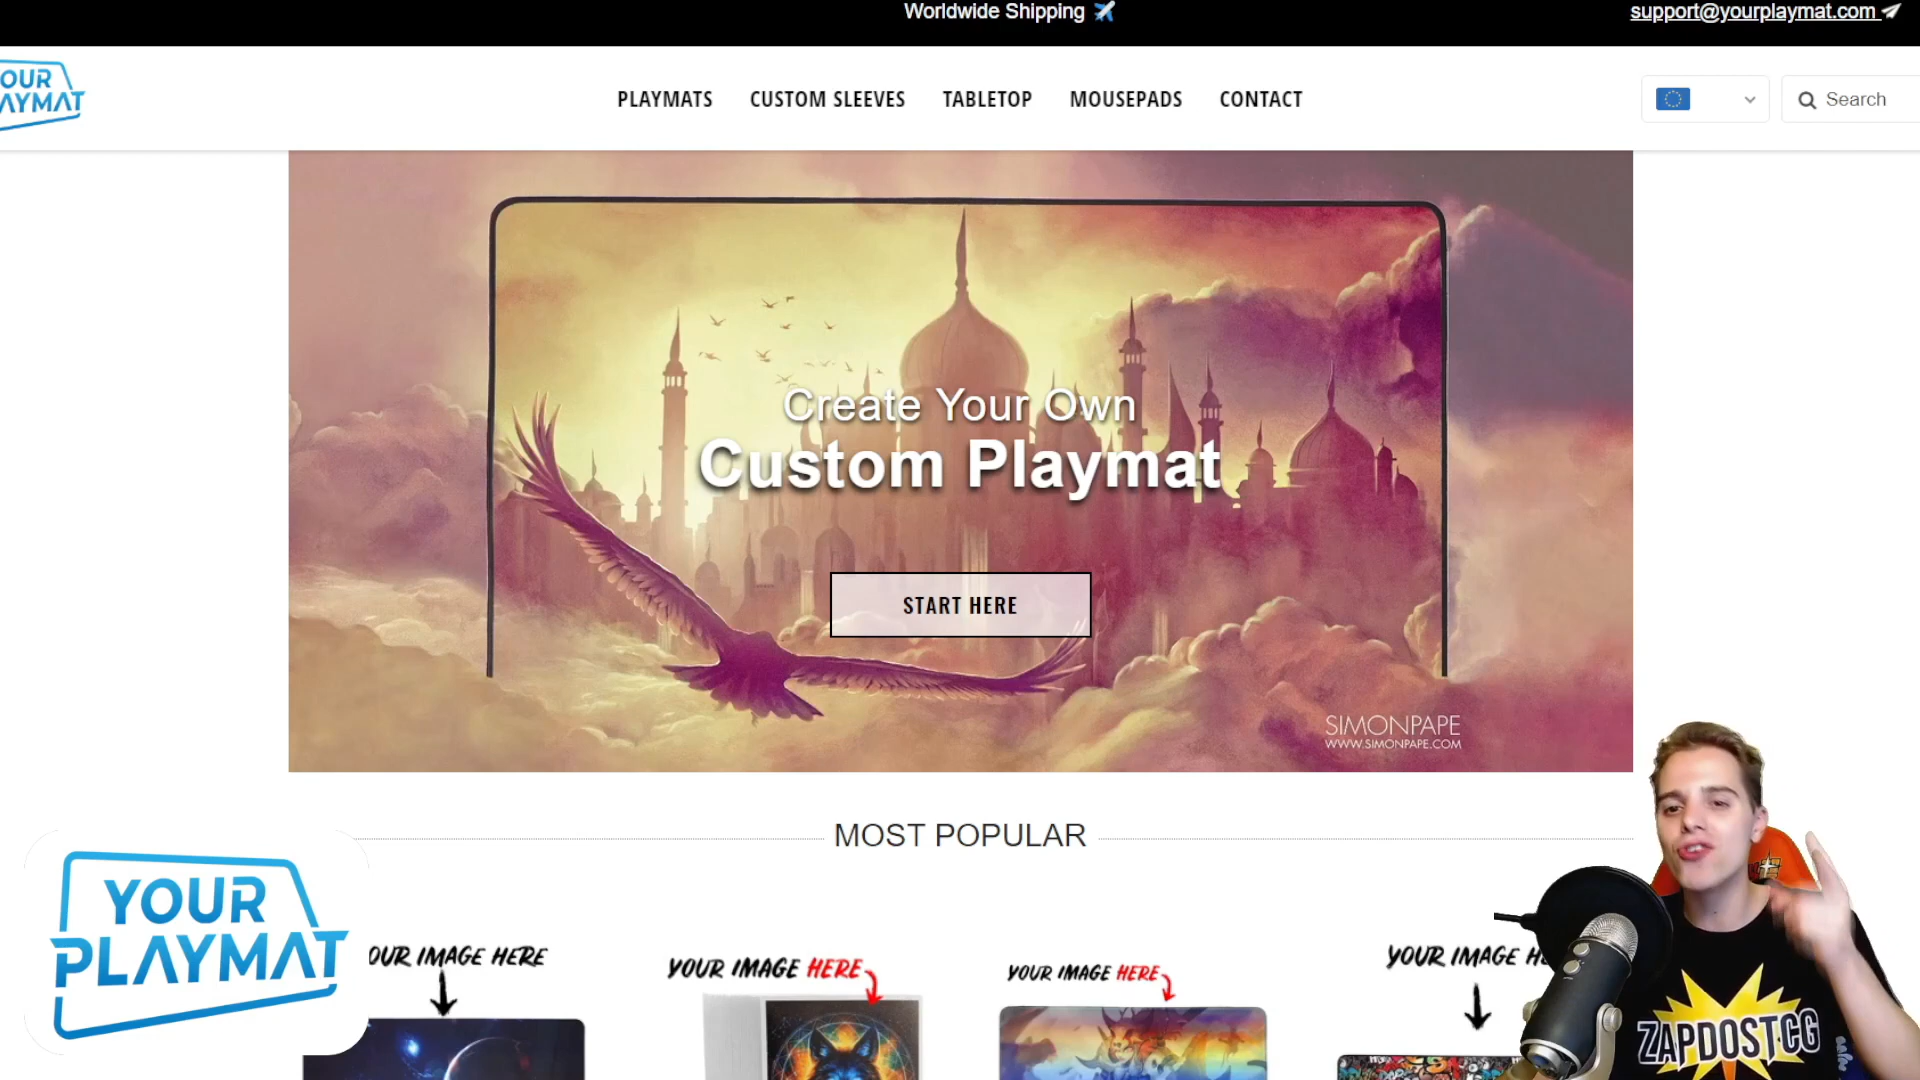 Worldwide Shipping
support@yourplaymat.com
OUR
AYMAT
PLAYMATS
CUSTOM SLEEVES
TABLETOP
MOUSEPADS
CONTACT
Search
Create Your Own
Custom Playmat
START HERE
SIMONPAPE
WWW.SIMONPAPE.COM
MOST POPULAR
YOUR
PLAYMAT
OUR IMAGE HERE
YOUR IMAGE HERE
YOUR IMAGE HERE
YOUR IMAGE H
ZAPDOSTCG